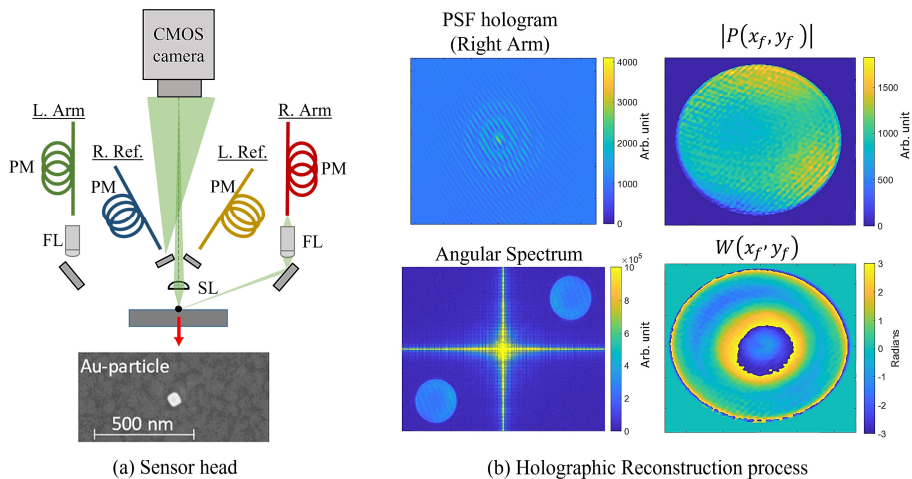 CMOS
camera
L. Arm
R. Arm
R. Ref.
L. Ref.
PM
PM
PM
PM
FL
FL
SL
Au-particle
500 nm
(a) Sensor head
PSF hologram
(Right Arm)
4000
3000
2000
1000
0
Arb. unit
|P(x_f, y_f)|
1500
1000
500
0
Arb. unit
Angular Spectrum
× 10⁵
10
8
6
4
2
0
Arb. unit
W(x_f, y_f)
3
2
1
0
-1
-2
-3
Radians
(b) Holographic Reconstruction process